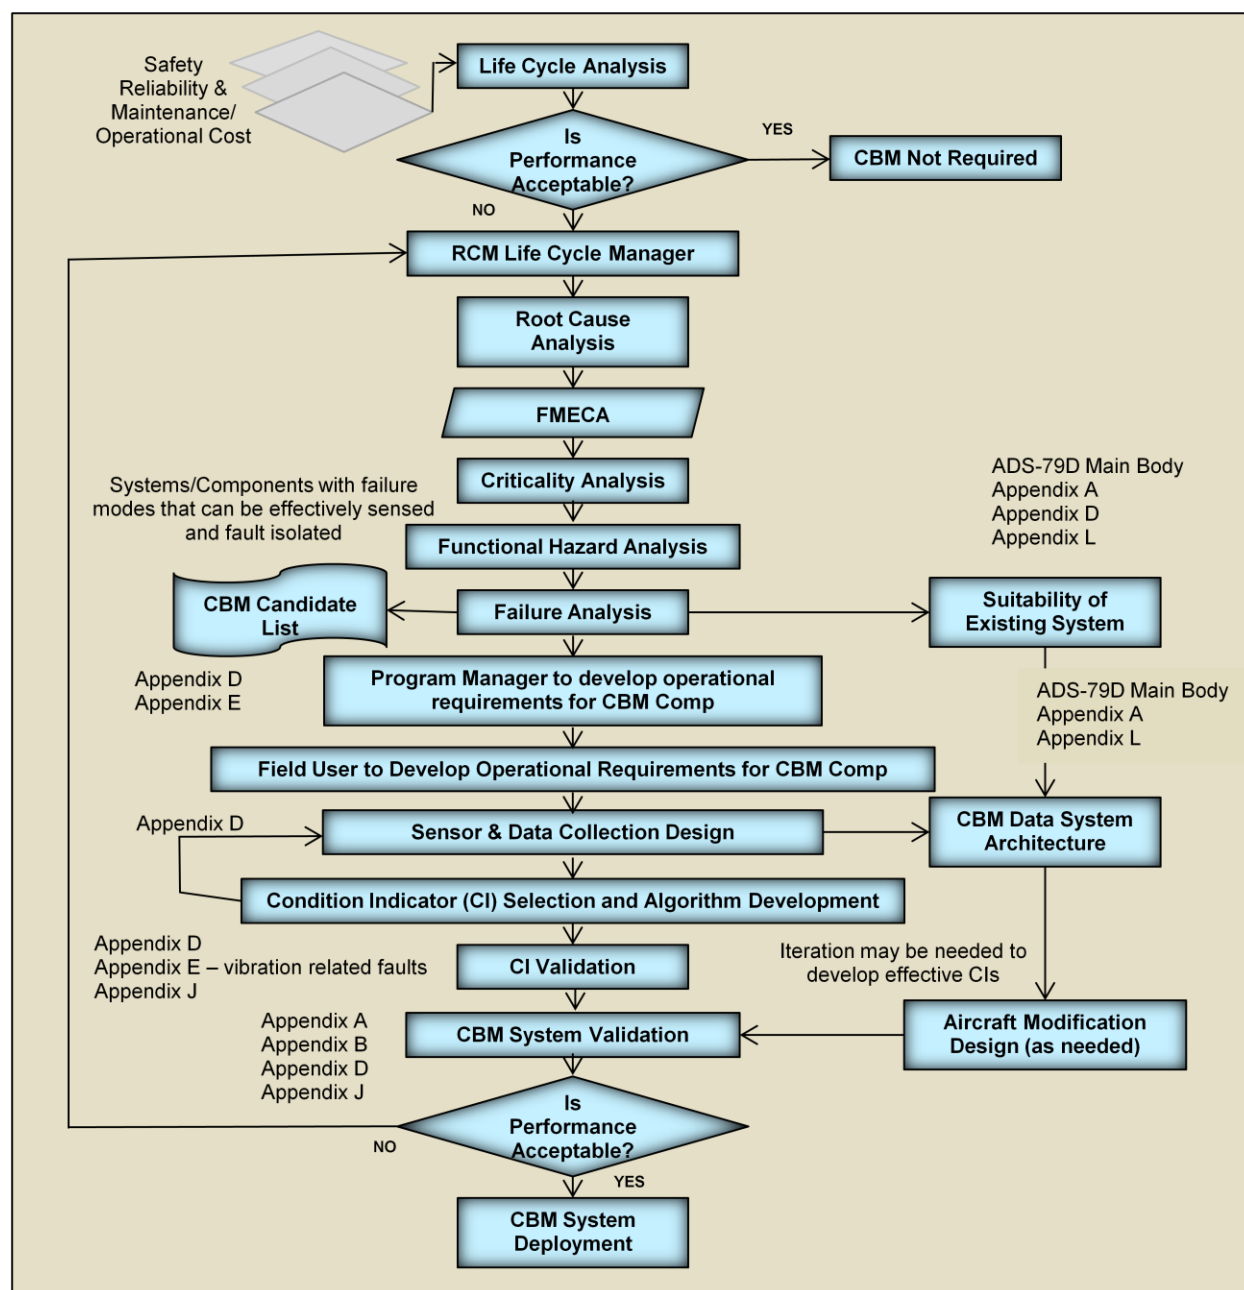 Safety
Reliability &
Maintenance/
Operational Cost
Life Cycle Analysis
Is
Performance
Acceptable?
YES
CBM Not Required
NO
RCM Life Cycle Manager
Root Cause
Analysis
FMECA
Criticality Analysis
Systems/Components with failure
modes that can be effectively sensed
and fault isolated
ADS-79D Main Body
Appendix A
Appendix D
Appendix L
Functional Hazard Analysis
CBM Candidate
List
Failure Analysis
Suitability of
Existing System
Appendix D
Appendix E
Program Manager to develop operational
requirements for CBM Comp
ADS-79D Main Body
Appendix A
Appendix L
Field User to Develop Operational Requirements for CBM Comp
Appendix D
Sensor & Data Collection Design
CBM Data System
Architecture
Condition Indicator (CI) Selection and Algorithm Development
Appendix D
Appendix E – vibration related faults
Appendix J
CI Validation
Iteration may be needed to
develop effective CIs
Appendix A
Appendix B
Appendix D
Appendix J
CBM System Validation
Aircraft Modification
Design (as needed)
Is
Performance
Acceptable?
NO
YES
CBM System
Deployment